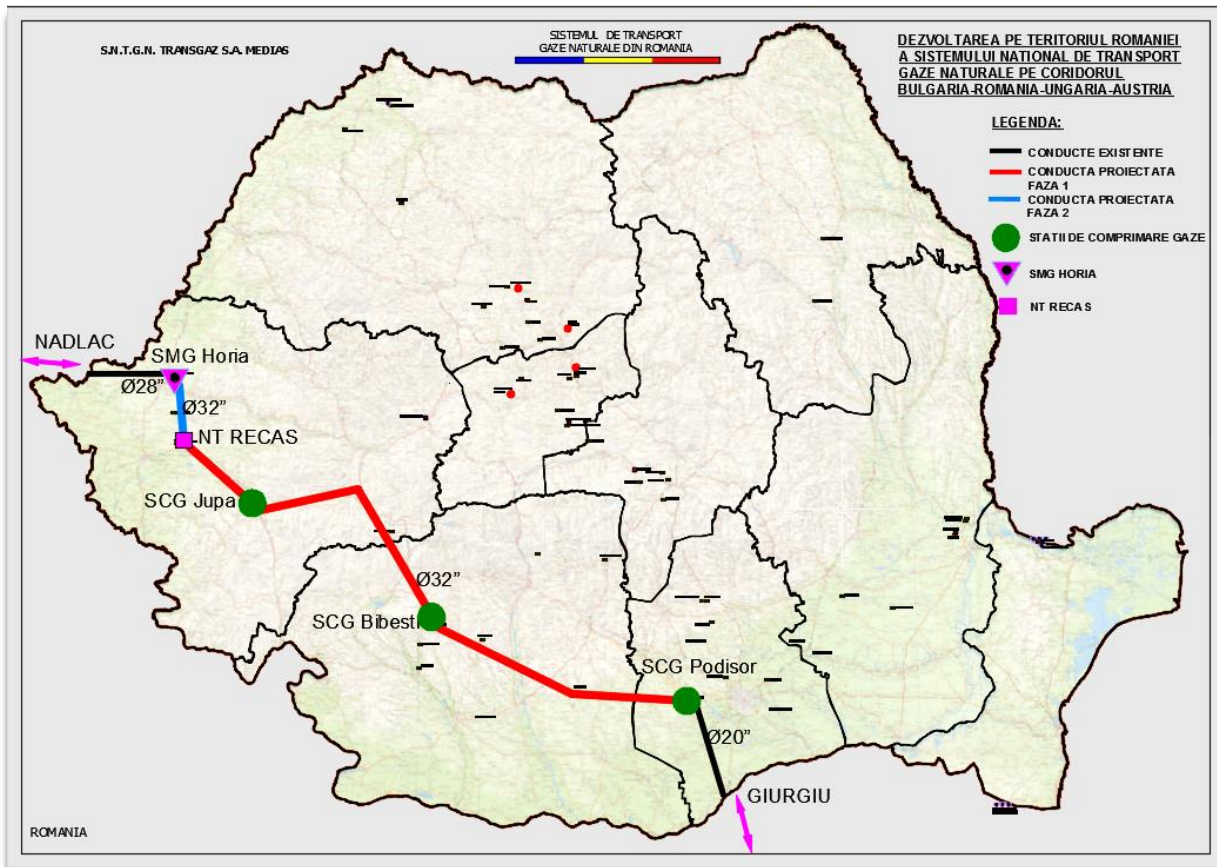 S.N.T.G.N. TRANSGAZ S.A. MEDIAS
SISTEMUL DE TRANSPORT
GAZE NATURALE DIN ROMANIA
DEZVOLTAREA PE TERITORIUL ROMANIEI
A SISTEMULUI NATIONAL DE TRANSPORT
GAZE NATURALE PE CORIDORUL
BULGARIA-ROMANIA-UNGARIA-AUSTRIA
LEGENDA:
CONDUCTE EXISTENTE
CONDUCTA PROIECTATA
FAZA 1
CONDUCTA PROIECTATA
FAZA 2
STATII DE COMPRIMARE GAZE
SMG HORIA
NT RECAS
NADLAC
SMG Horia
Ø28”
Ø32”
NT RECAS
SCG Jupa
Ø32”
SCG Bibesti
SCG Podisor
Ø20”
GIURGIU
ROMANIA